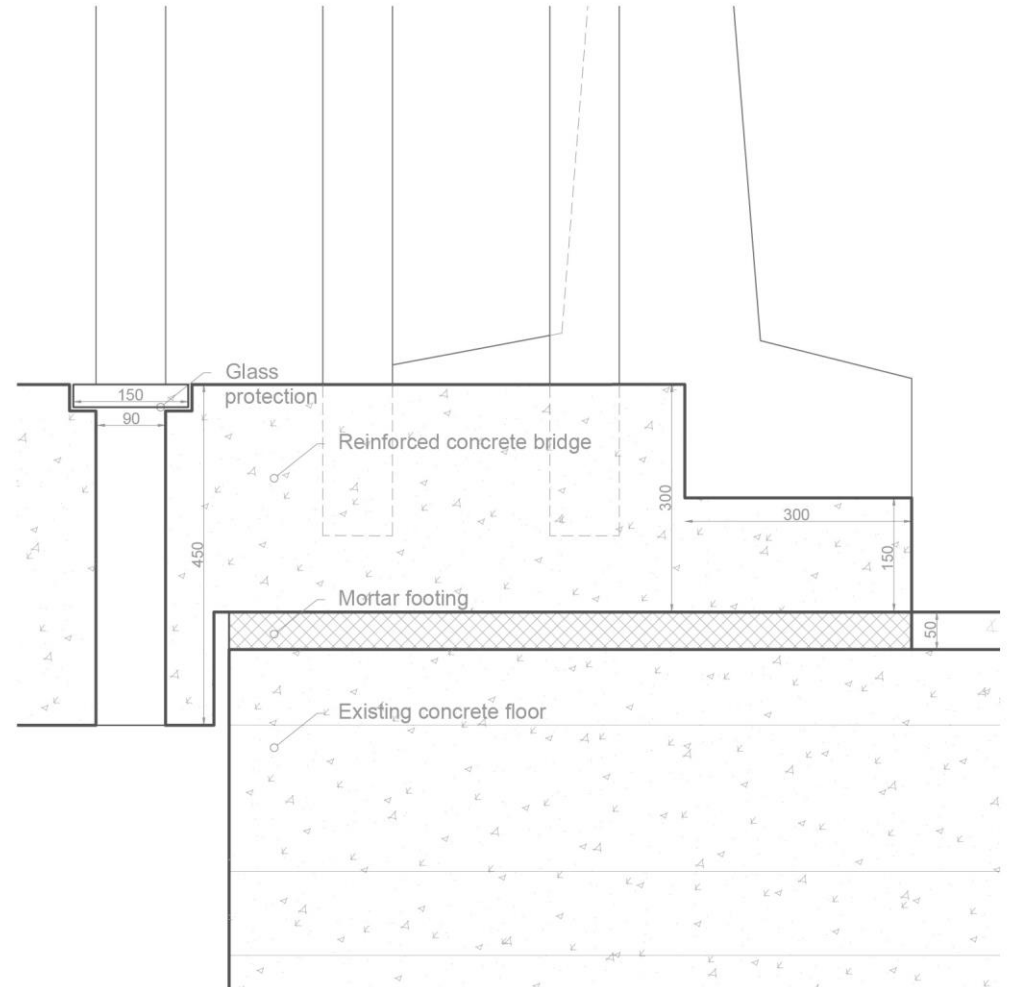 Glass
protection
150
90
Reinforced concrete bridge
300
300
150
450
Mortar footing
50
Existing concrete floor